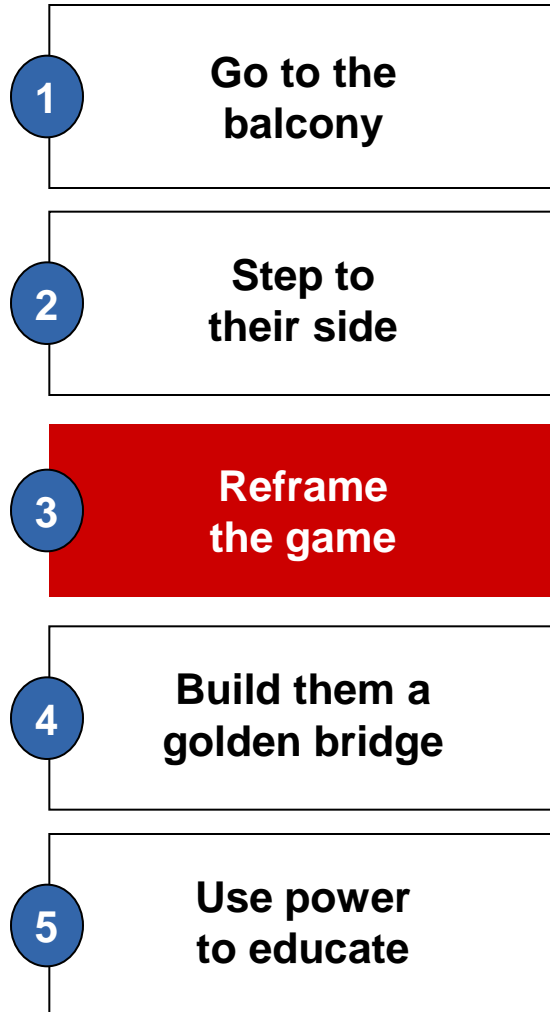 1
Go to the
balcony
2
Step to
their side
3
Reframe
the game
4
Build them a
golden bridge
5
Use power
to educate